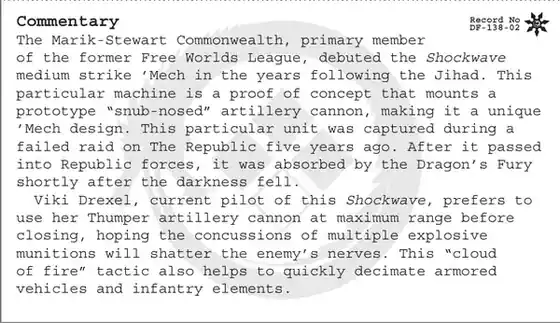 Commentary
Record No
DF-138-02
The Marik-Stewart Commonwealth, primary member
of the former Free Worlds League, debuted the Shockwave
medium strike ’Mech in the years following the Jihad. This
particular machine is a proof of concept that mounts a
prototype “snub-nosed” artillery cannon, making it a unique
’Mech design. This particular unit was captured during a
failed raid on The Republic five years ago. After it passed
into Republic forces, it was absorbed by the Dragon’s Fury
shortly after the darkness fell.
Viki Drexel, current pilot of this Shockwave, prefers to
use her Thumper artillery cannon at maximum range before
closing, hoping the concussions of multiple explosive
munitions will shatter the enemy’s nerves. This “cloud
of fire” tactic also helps to quickly decimate armored
vehicles and infantry elements.